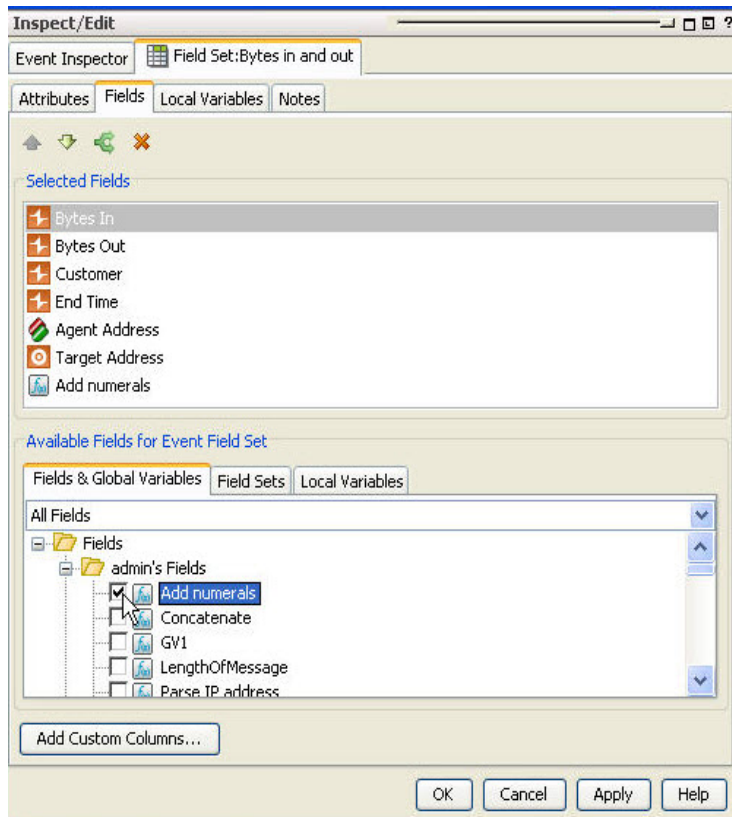 Inspect/Edit ?
Event Inspector Field Set:Bytes in and out
Attributes Fields Local Variables Notes
Selected Fields
Bytes In
Bytes Out
Customer
End Time
Agent Address
Target Address
Add numerals
Available Fields for Event Field Set
Fields & Global Variables Field Sets Local Variables
All Fields
Fields
admin's Fields
Add numerals
Concatenate
GV1
LengthOfMessage
Parse IP address
Add Custom Columns...
OK Cancel Apply Help